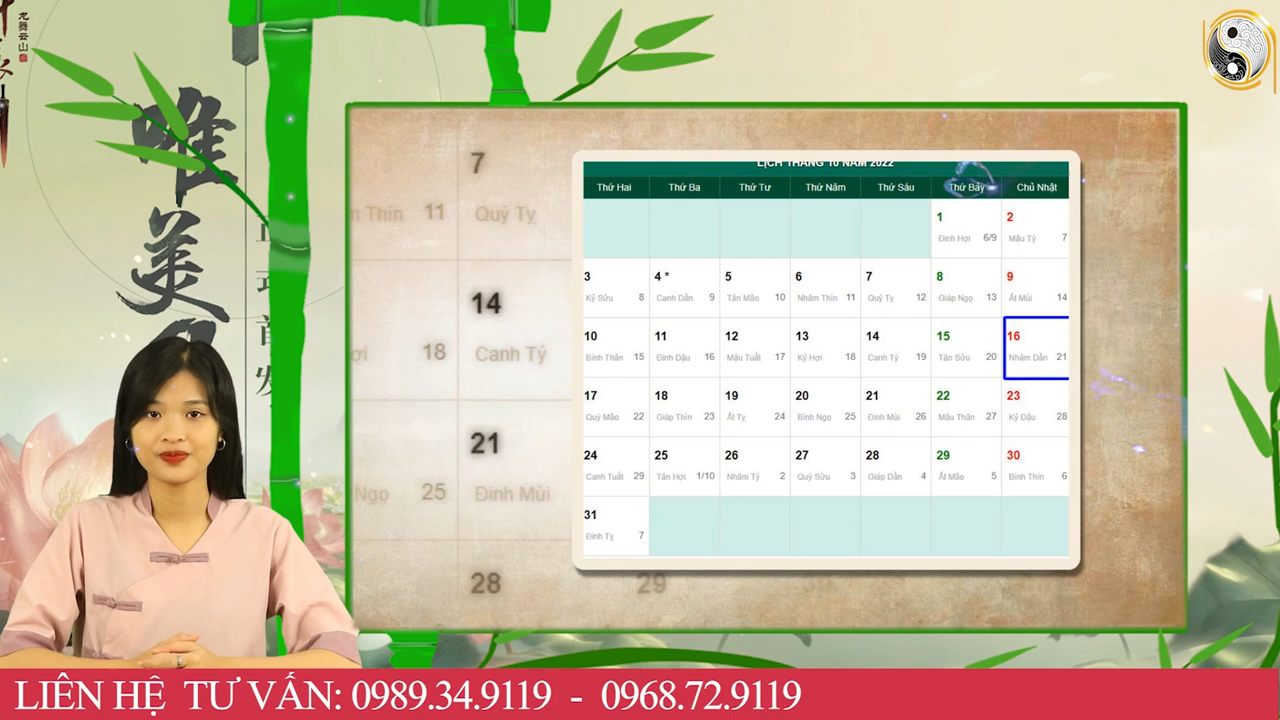 龙舞云山
唯美
7
n Thìn 11 Quý Tỵ
14
18 Canh Tý
21
Ngọ 25 Đinh Mùi
28 29
LỊCH THÁNG 10 NĂM 2022
Thứ Hai Thứ Ba Thứ Tư Thứ Năm Thứ Sáu Thứ Bảy Chủ Nhật
1 2
Đinh Hợi 6/9 Mậu Tý 7
3 4 * 5 6 7 8 9
Kỷ Sửu 8 Canh Dần 9 Tân Mão 10 Nhâm Thìn 11 Quý Tỵ 12 Giáp Ngọ 13 Ất Mùi 14
10 11 12 13 14 15 16
Bính Thân 15 Đinh Dậu 16 Mậu Tuất 17 Kỷ Hợi 18 Canh Tý 19 Tân Sửu 20 Nhâm Dần 21
17 18 19 20 21 22 23
Quý Mão 22 Giáp Thìn 23 Ất Tỵ 24 Bính Ngọ 25 Đinh Mùi 26 Mậu Thân 27 Kỷ Dậu 28
24 25 26 27 28 29 30
Canh Tuất 29 Tân Hợi 1/10 Nhâm Tý 2 Quý Sửu 3 Giáp Dần 4 Ất Mão 5 Bính Thìn 6
31
Đinh Tỵ 7
LIÊN HỆ TƯ VẤN: 0989.34.9119 - 0968.72.9119